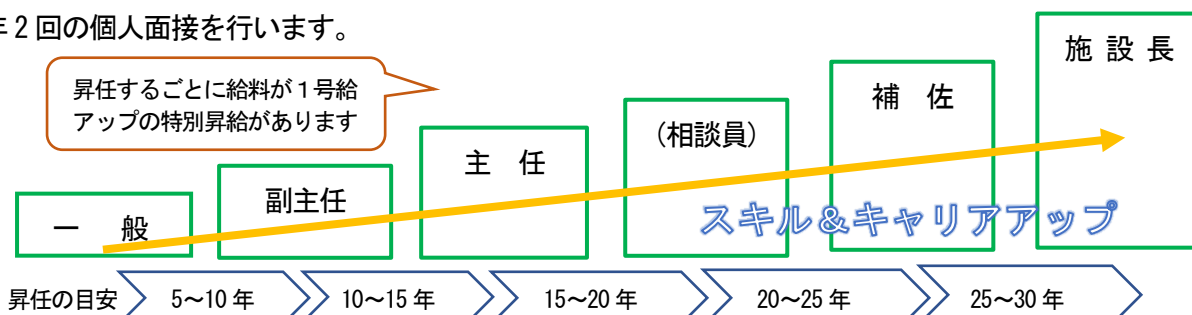 年２回の個人面接を行います。
昇任するごとに給料が１号給
アップの特別昇給があります
一　般
副主任
主　任
(相談員)
補　佐
施 設 長
スキル＆キャリアアップ
昇任の目安
5～10 年
10～15 年
15～20 年
20～25 年
25～30 年